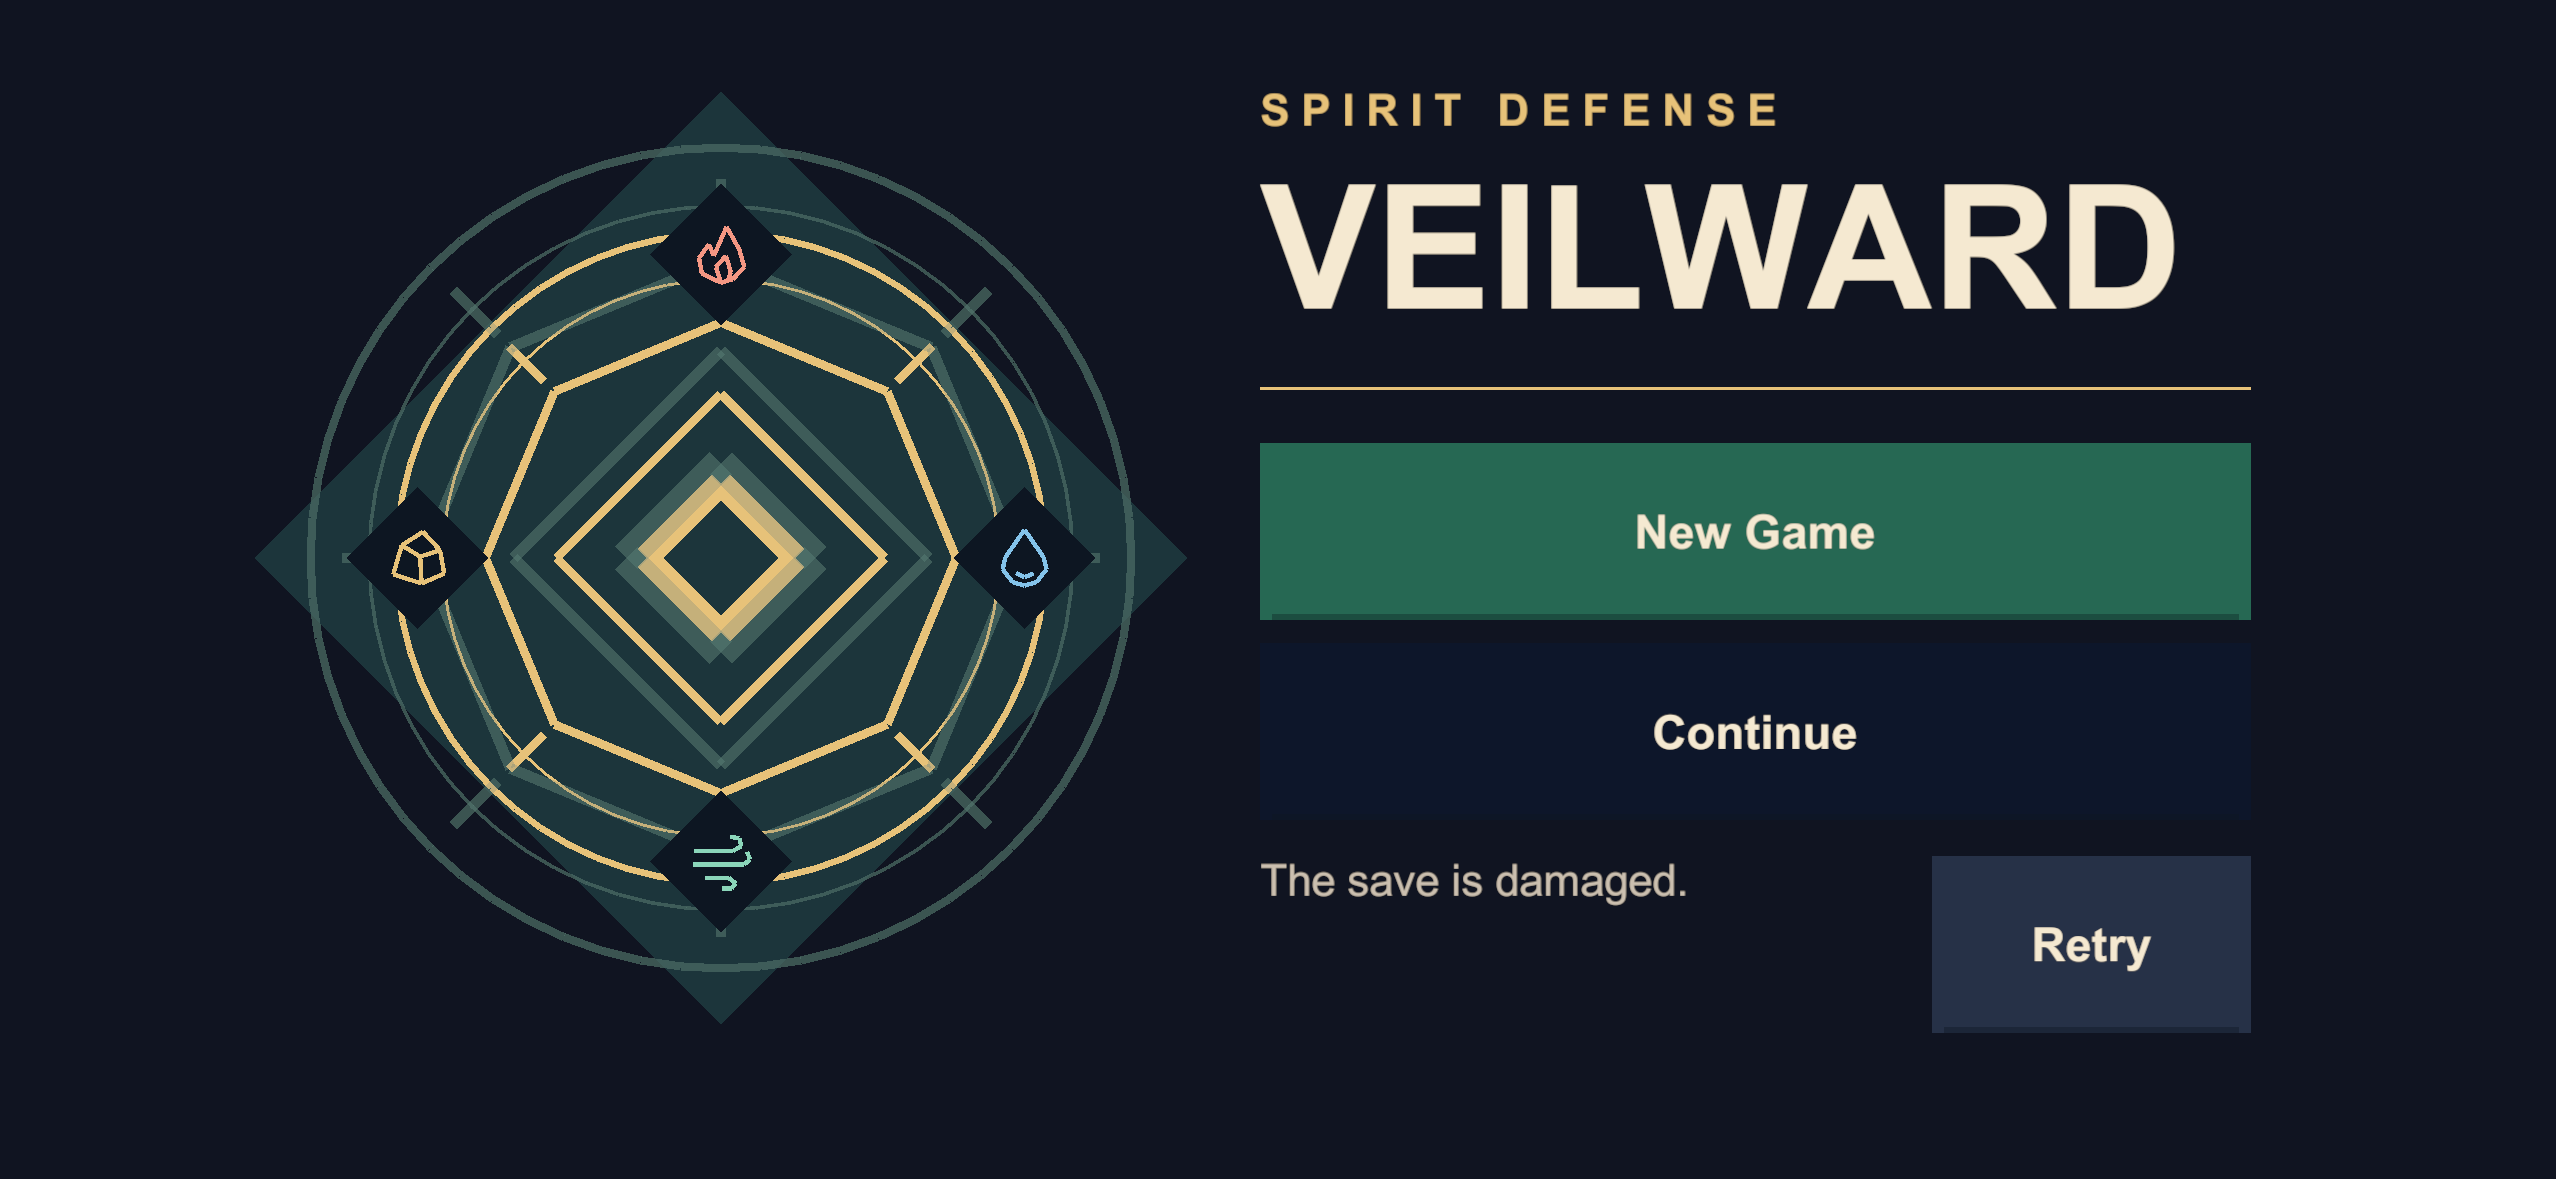 SPIRIT DEFENSE
VEILWARD
New Game
Continue
The save is damaged.
Retry